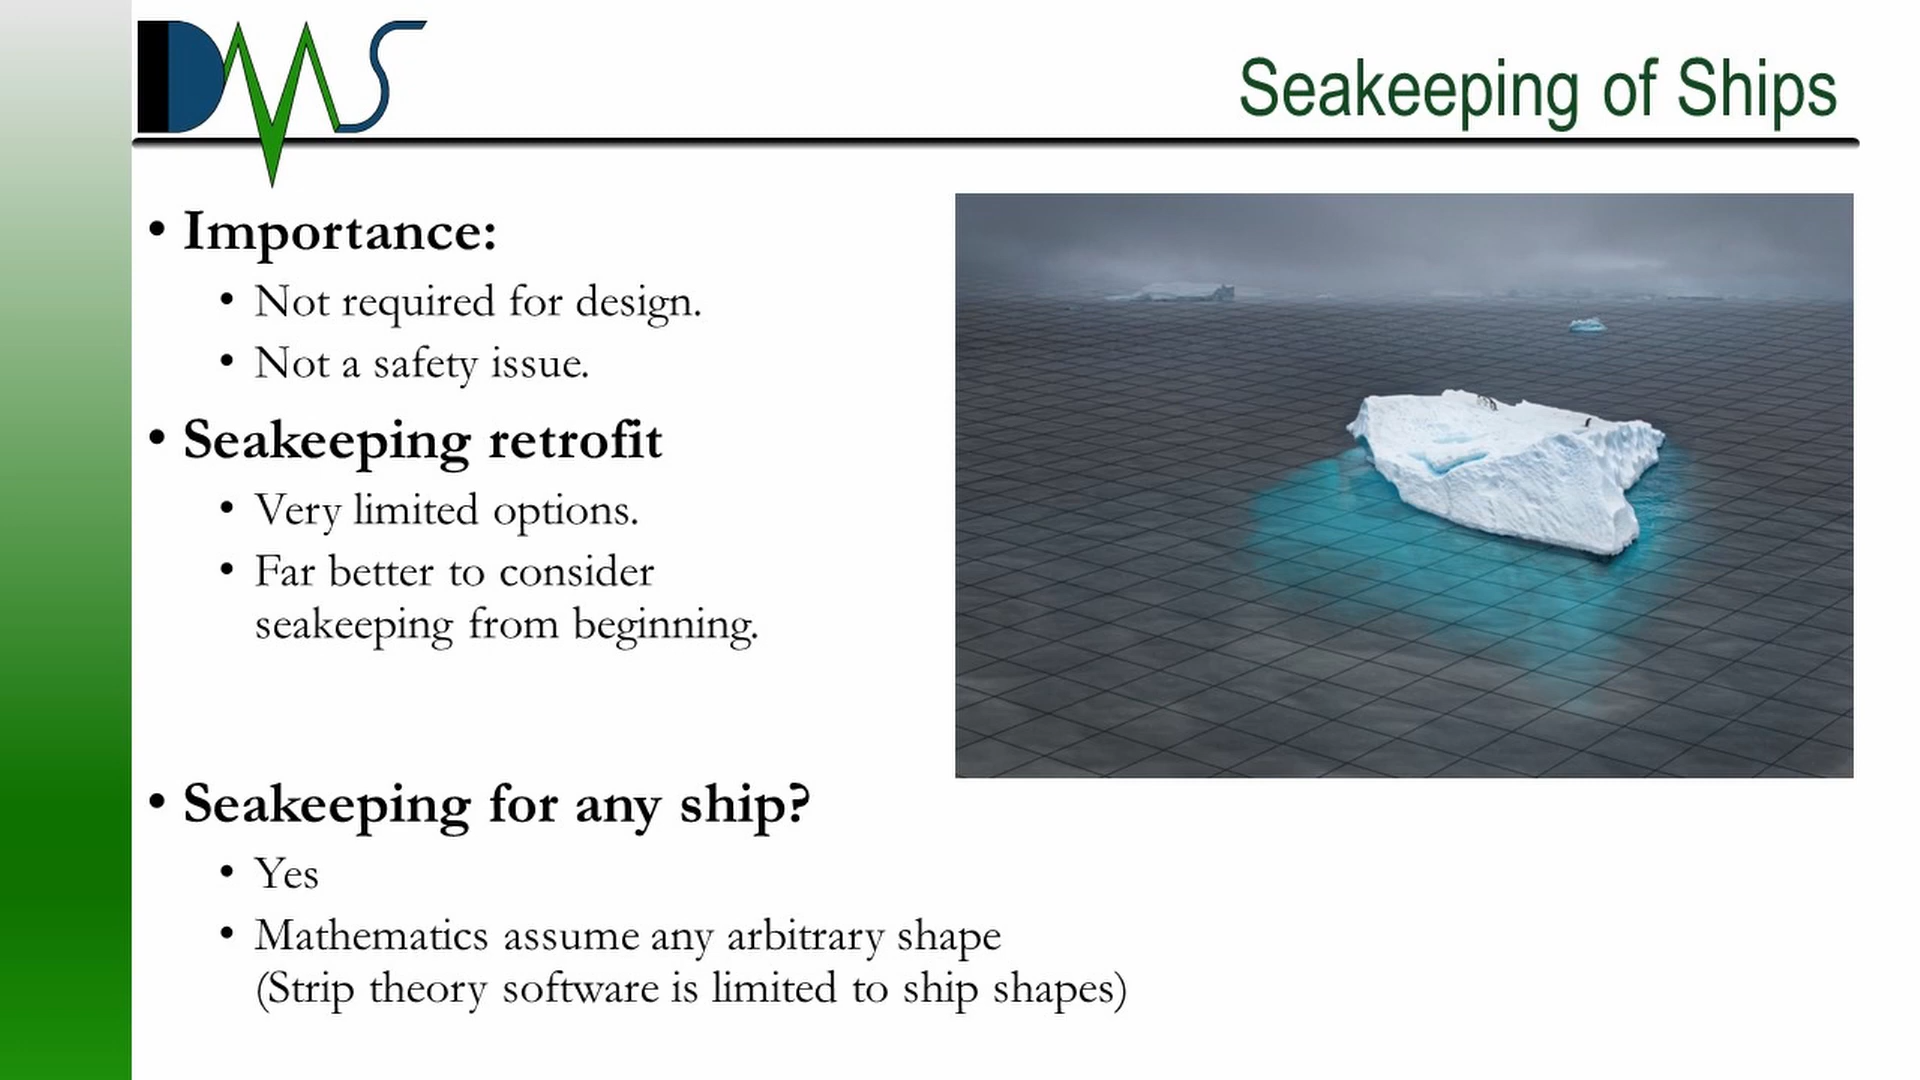 DMS
Seakeeping of Ships
• Importance:
• Not required for design.
• Not a safety issue.
• Seakeeping retrofit
• Very limited options.
• Far better to consider
seakeeping from beginning.
• Seakeeping for any ship?
• Yes
• Mathematics assume any arbitrary shape
(Strip theory software is limited to ship shapes)